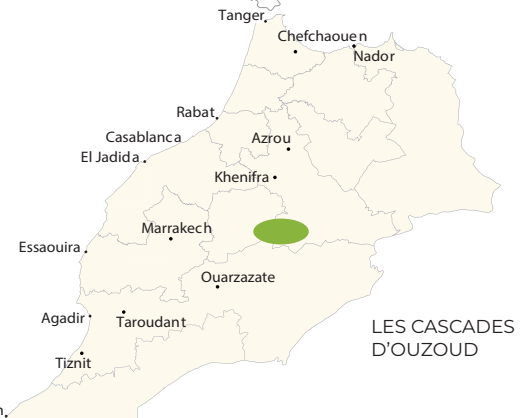 Tanger
Chefchaouen
Nador
Rabat
Casablanca
Azrou
El Jadida
Khenifra
Marrakech
Essaouira
Ouarzazate
Agadir
Taroudant
LES CASCADES
D'OUZOUD
Tiznit